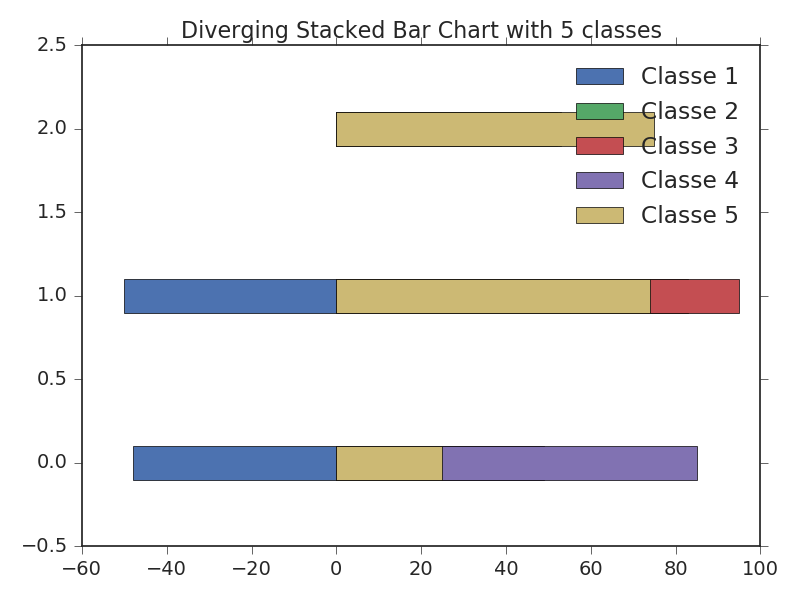 Diverging Stacked Bar Chart with 5 classes
2.5
2.0
1.5
1.0
0.5
0.0
−0.5
−60 −40 −20 0 20 40 60 80 100
Classe 1
Classe 2
Classe 3
Classe 4
Classe 5